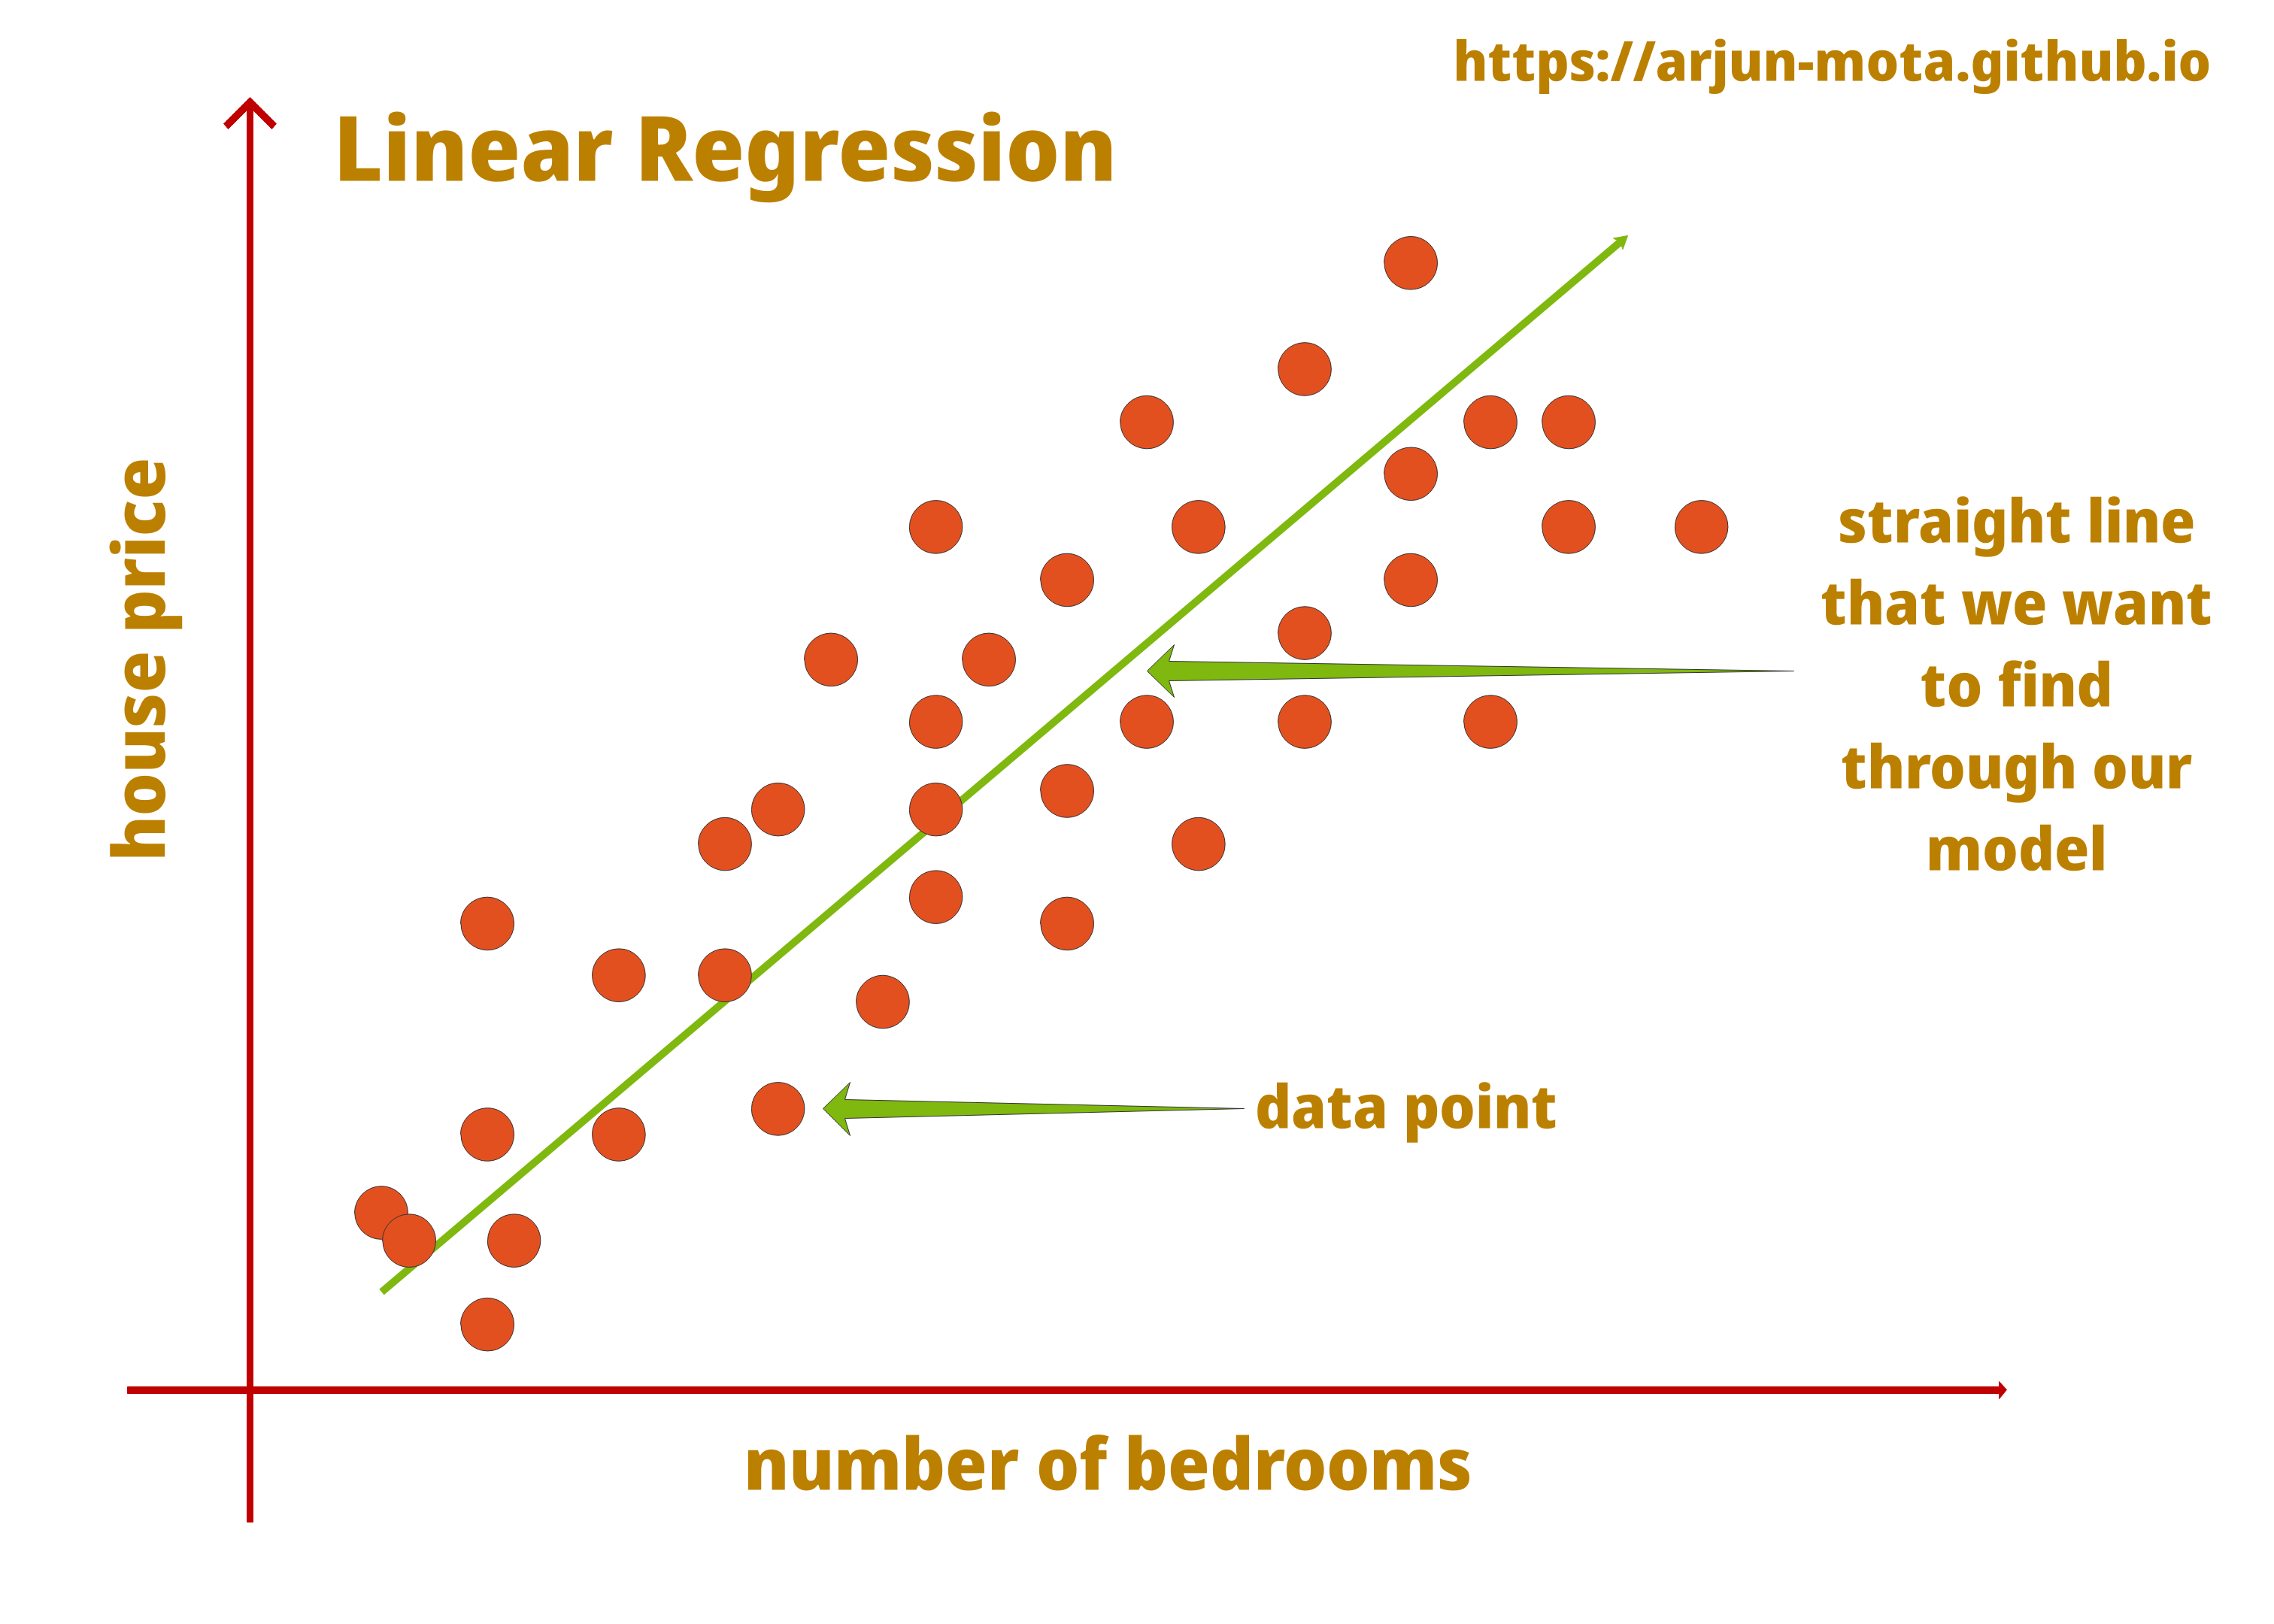 https://arjun-mota.github.io
Linear Regression
house price
straight line
that we want
to find
through our
model
data point
number of bedrooms